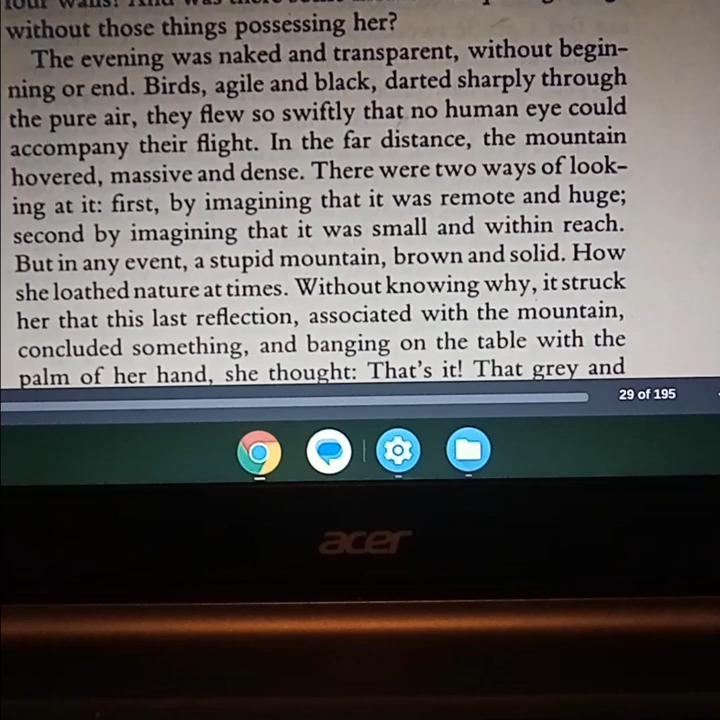 without those things possessing her?
The evening was naked and transparent, without begin-
ning or end. Birds, agile and black, darted sharply through
the pure air, they flew so swiftly that no human eye could
accompany their flight. In the far distance, the mountain
hovered, massive and dense. There were two ways of look-
ing at it: first, by imagining that it was remote and huge;
second by imagining that it was small and within reach.
But in any event, a stupid mountain, brown and solid. How
she loathed nature at times. Without knowing why, it struck
her that this last reflection, associated with the mountain,
concluded something, and banging on the table with the
palm of her hand, she thought: That's it! That grey and
29 of 195
acer